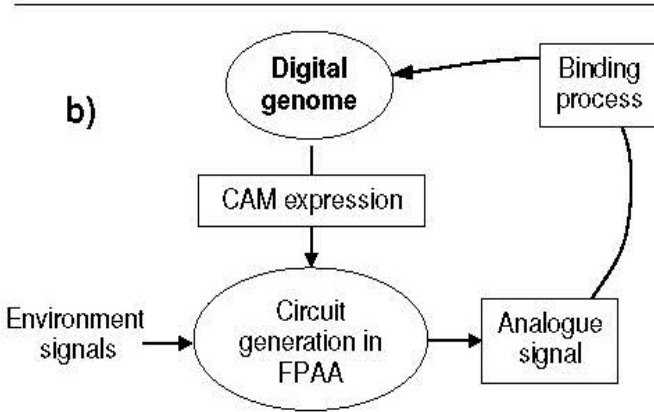 b)
Digital
genome
Binding
process
CAM expression
Environment
signals
Circuit
generation in
FPAA
Analogue
signal